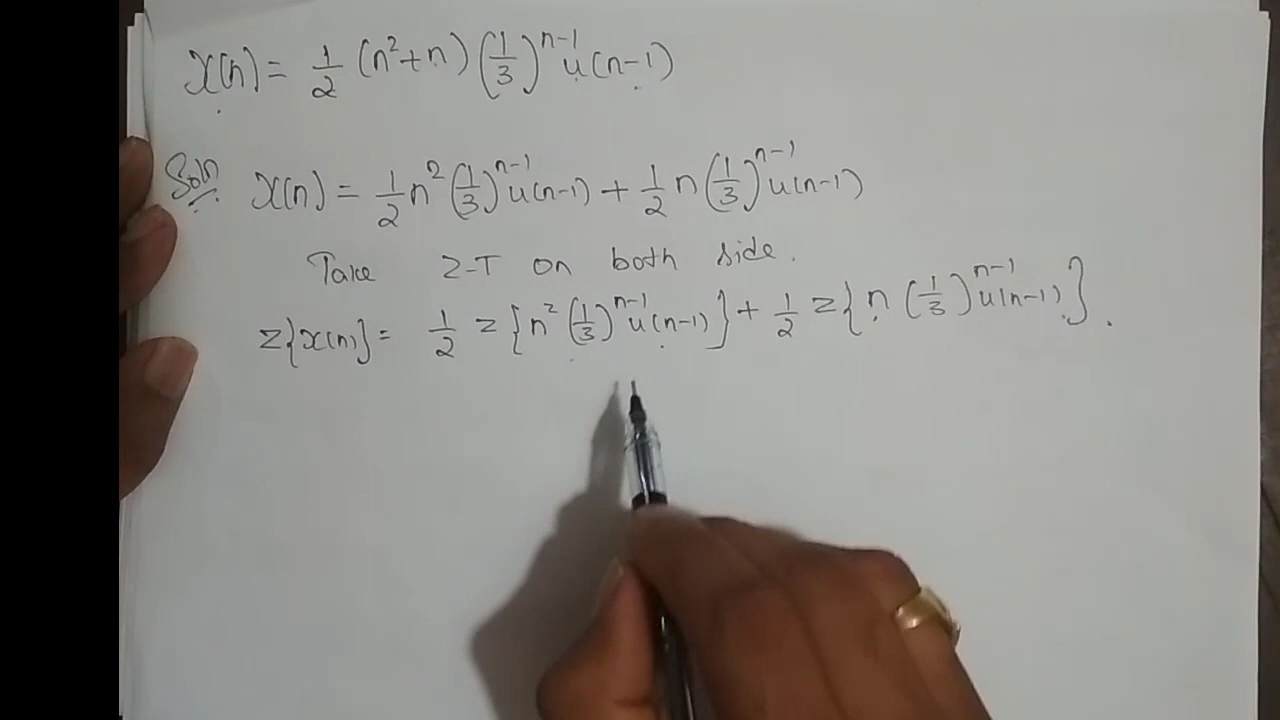 x(n) = 1/2 (n²+n) (1/3)^(n-1) u(n-1)
Soln x(n) = 1/2 n² (1/3)^(n-1) u(n-1) + 1/2 n (1/3)^(n-1) u(n-1)
Take Z-T on both side.
Z{x(n)} = 1/2 Z{n² (1/3)^(n-1) u(n-1)} + 1/2 Z{n (1/3)^(n-1) u(n-1)}.